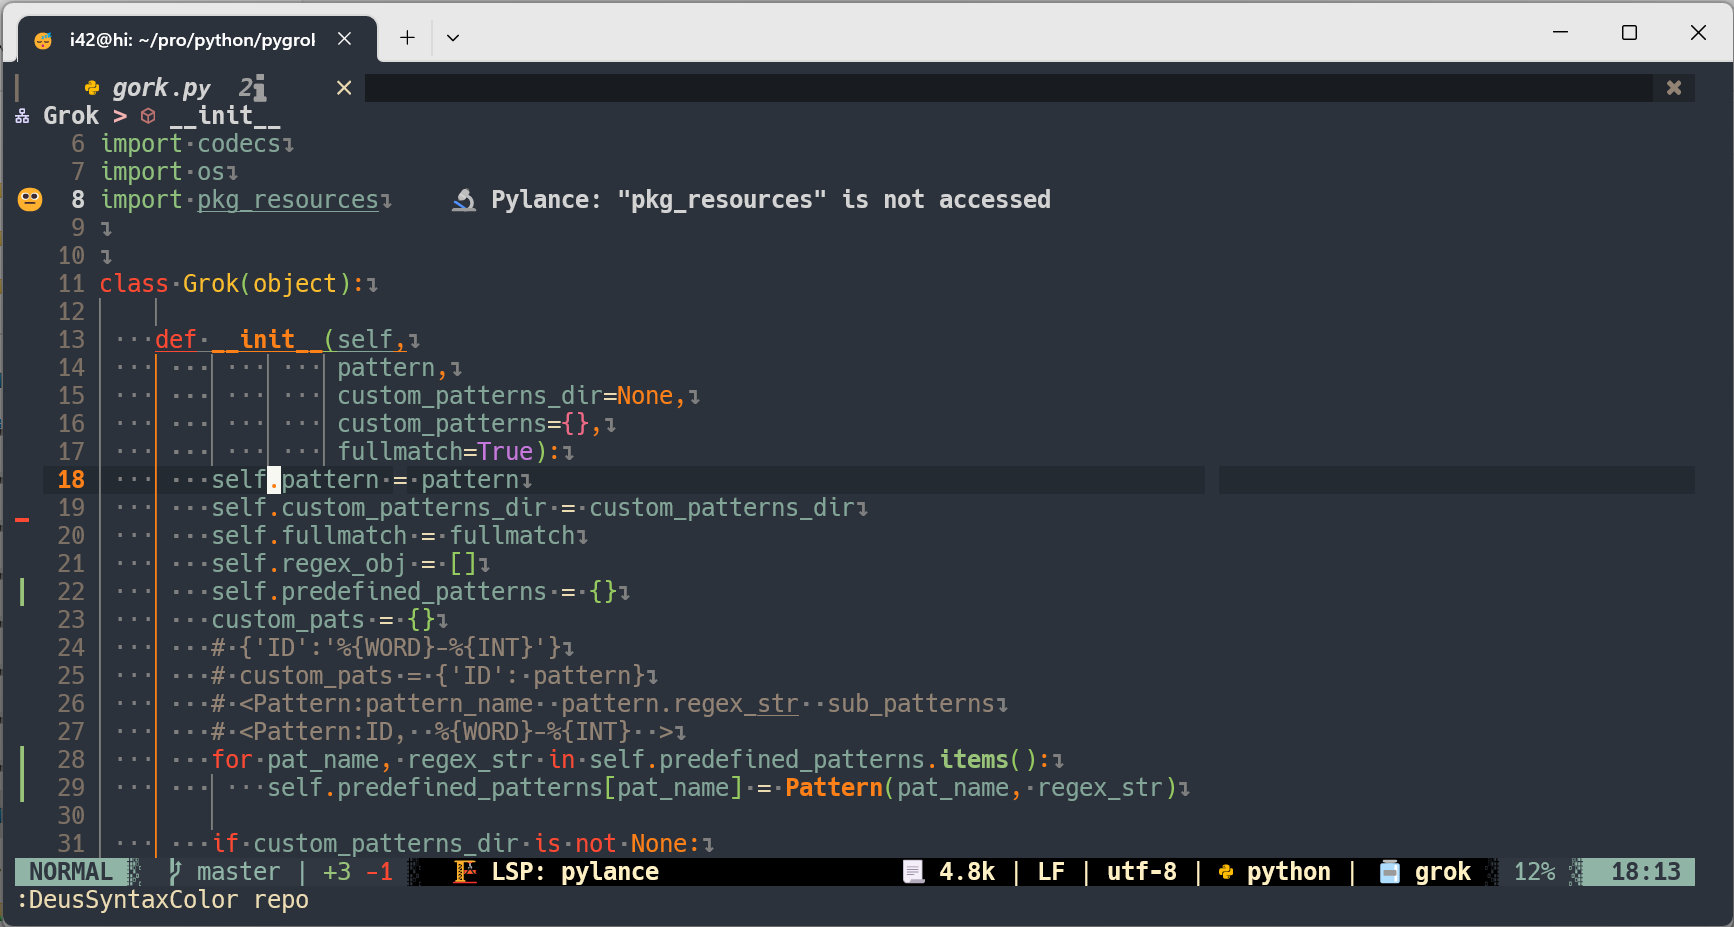 i42@hi: ~/pro/python/pygrol
gork.py 2
Grok > __init__
6 import codecs
7 import os
8 import pkg_resources Pylance: "pkg_resources" is not accessed
9
10
11 class Grok(object):
12
13 def __init__(self,
14 pattern,
15 custom_patterns_dir=None,
16 custom_patterns={},
17 fullmatch=True):
18 self.pattern = pattern
19 self.custom_patterns_dir = custom_patterns_dir
20 self.fullmatch = fullmatch
21 self.regex_obj = []
22 self.predefined_patterns = {}
23 custom_pats = {}
24 # {'ID':'%{WORD}-%{INT}'}
25 # custom_pats = {'ID': pattern}
26 # <Pattern:pattern_name  pattern.regex_str  sub_patterns
27 # <Pattern:ID,  %{WORD}-%{INT}  >
28 for pat_name, regex_str in self.predefined_patterns.items():
29 self.predefined_patterns[pat_name] = Pattern(pat_name, regex_str)
30
31 if custom_patterns_dir is not None:
NORMAL master | +3 -1 LSP: pylance 4.8k | LF | utf-8 | python | grok 12% 18:13
:DeusSyntaxColor repo